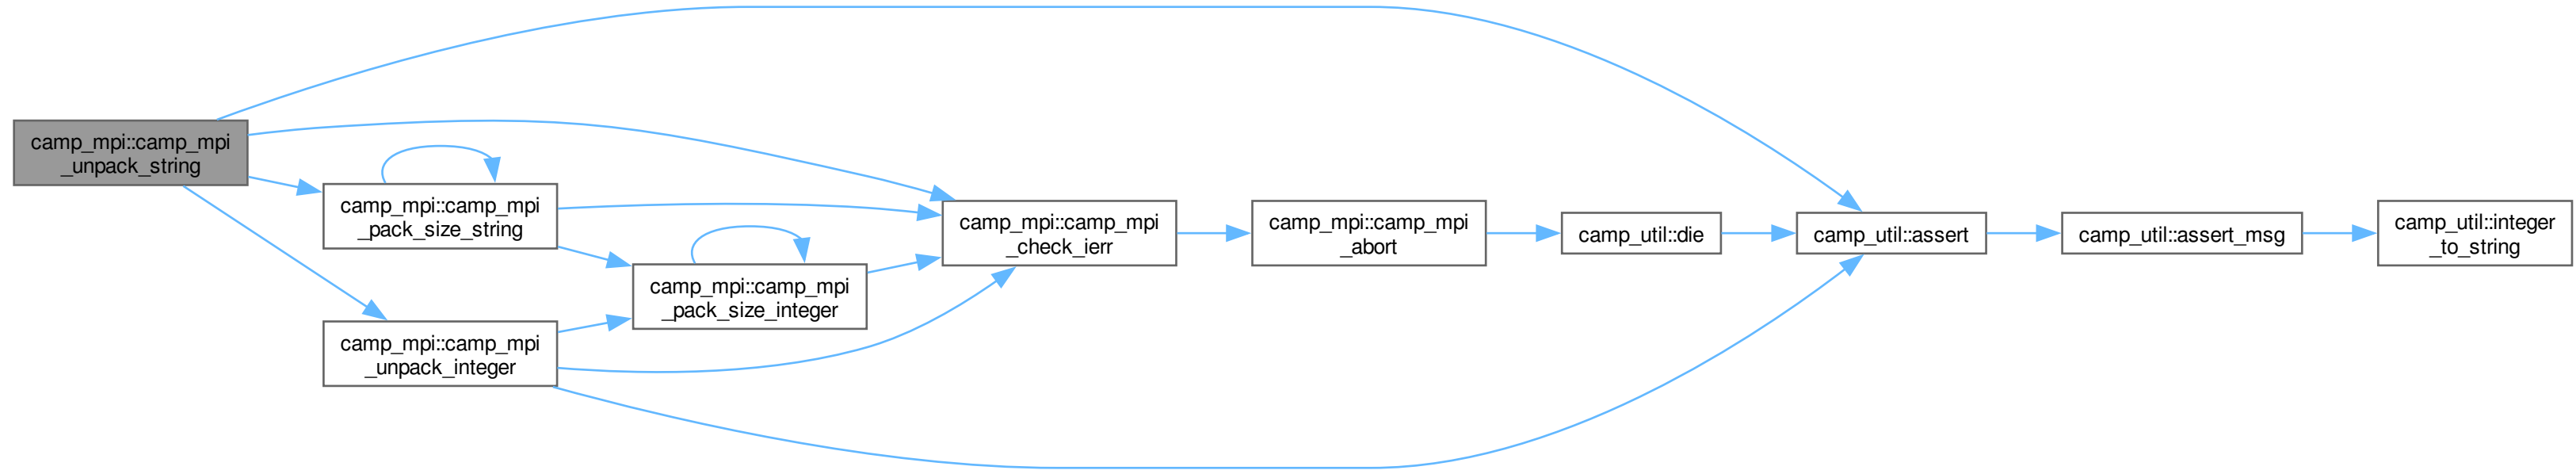 camp_mpi::camp_mpi
_unpack_string
camp_mpi::camp_mpi
_pack_size_string
camp_mpi::camp_mpi
_unpack_integer
camp_mpi::camp_mpi
_pack_size_integer
camp_mpi::camp_mpi
_check_ierr
camp_mpi::camp_mpi
_abort
camp_util::die
camp_util::assert
camp_util::assert_msg
camp_util::integer
_to_string